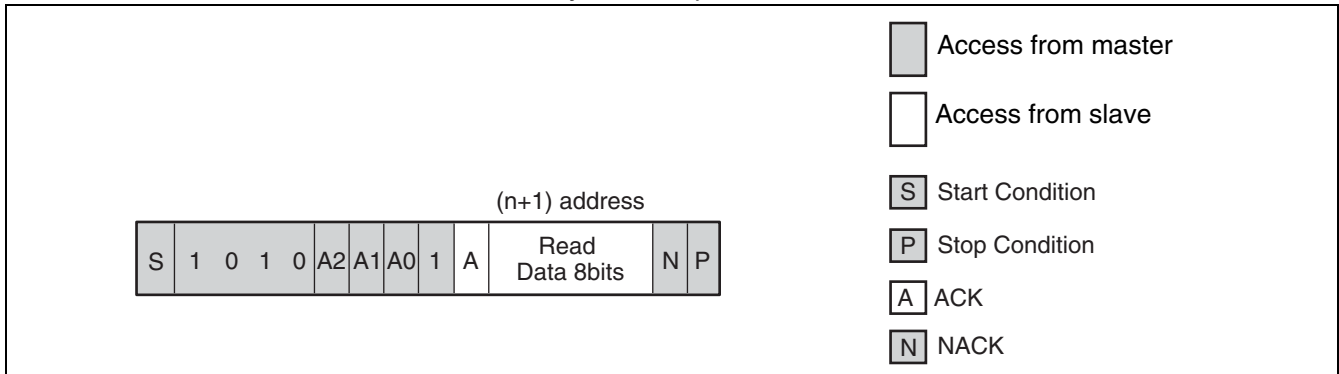 (n+1) address
S 1 0 1 0 A2 A1 A0 1 A Read Data 8bits N P
Access from master
Access from slave
S Start Condition
P Stop Condition
A ACK
N NACK